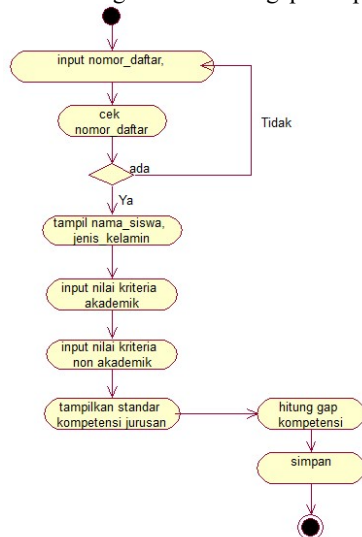 input nomor_daftar,
cek
nomor_daftar
Tidak
ada
Ya
tampil nama_siswa,
jenis_kelamin
input nilai kriteria
akademik
input nilai kriteria
non akademik
tampilkan standar
kompetensi jurusan
hitung gap
kompetensi
simpan